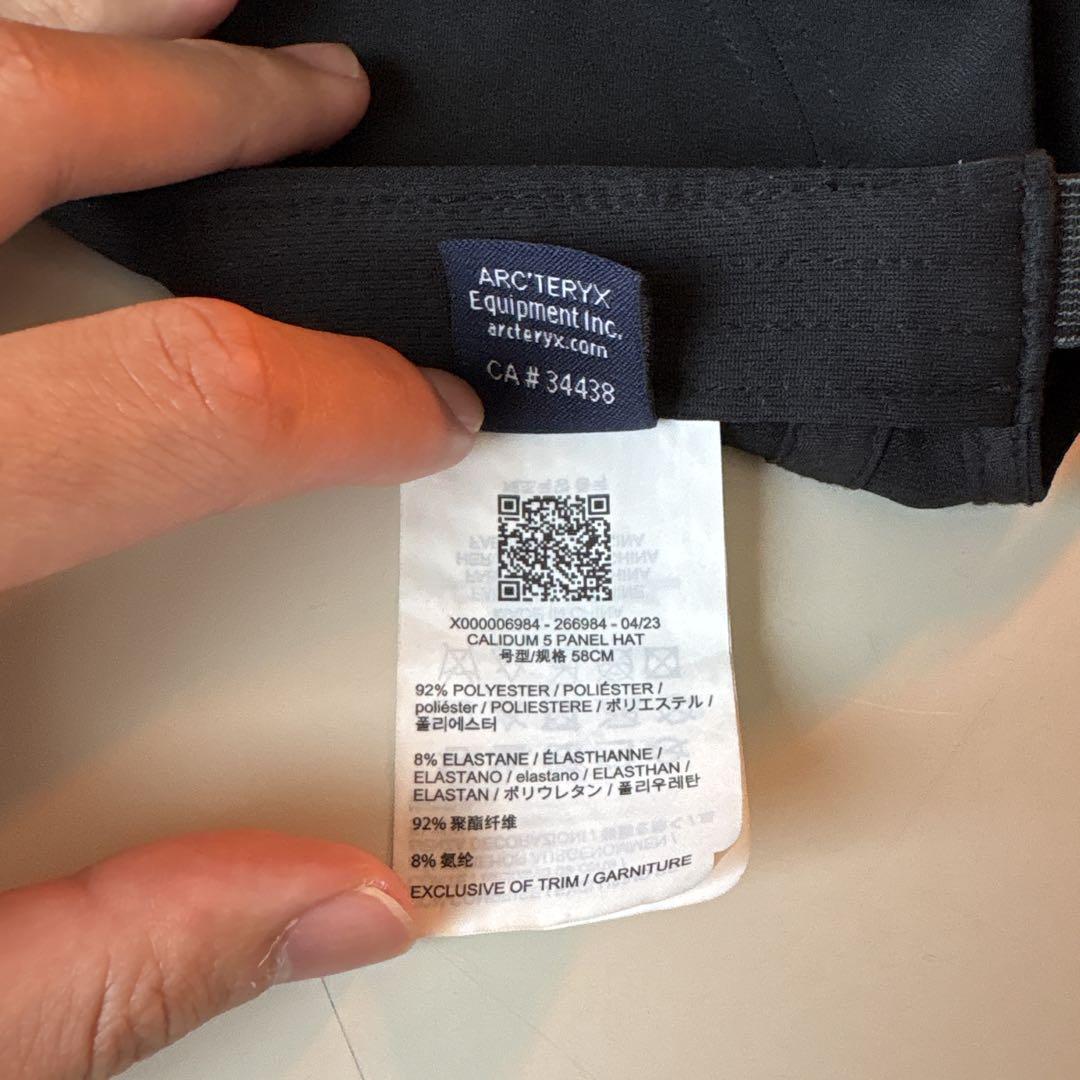 ARC'TERYX
Equipment Inc.
arcteryx.com
CA # 34438
X000006984 - 266984 - 04/23
CALIDUM 5 PANEL HAT
号型/规格 58CM
92% POLYESTER / POLIÉSTER /
poliéster / POLIESTERE / ポリエステル /
폴리에스터
8% ELASTANE / ÉLASTHANNE /
ELASTANO / elastano / ELASTHAN /
ELASTAN / ポリウレタン / 폴리우레탄
92% 聚酯纤维
8% 氨纶
EXCLUSIVE OF TRIM / GARNITURE